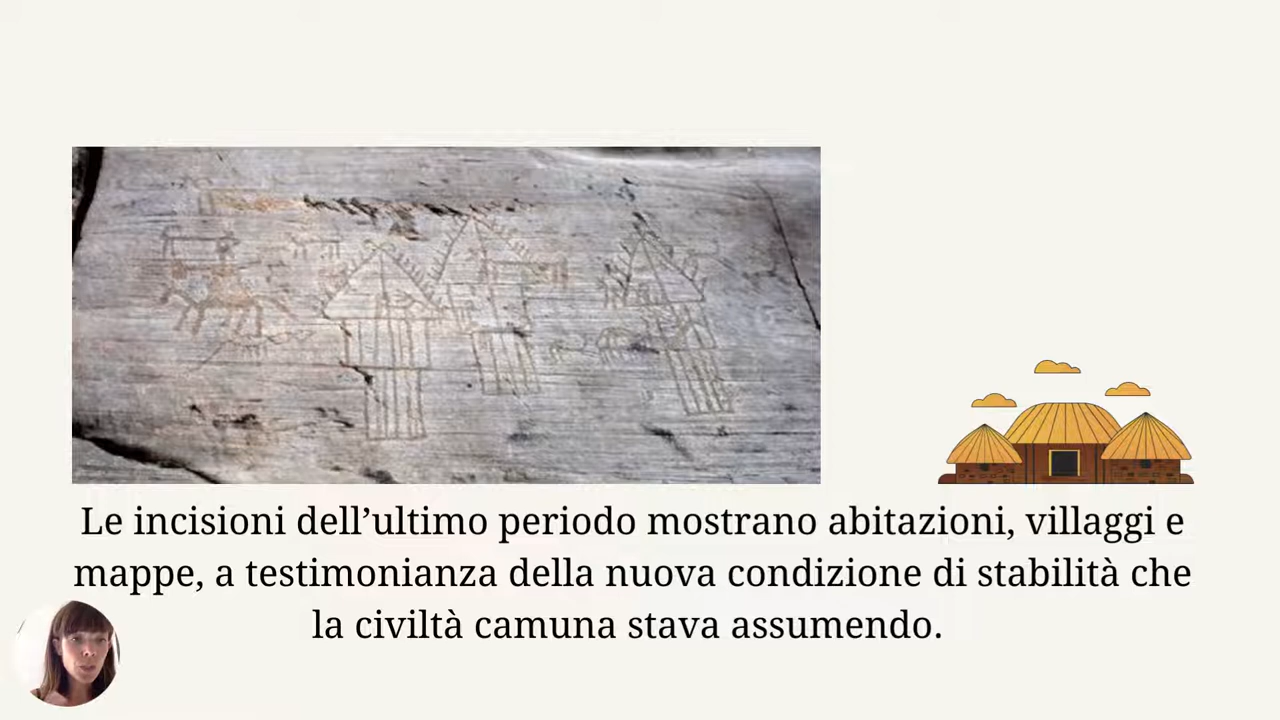 Le incisioni dell’ultimo periodo mostrano abitazioni, villaggi e
mappe, a testimonianza della nuova condizione di stabilità che
la civiltà camuna stava assumendo.